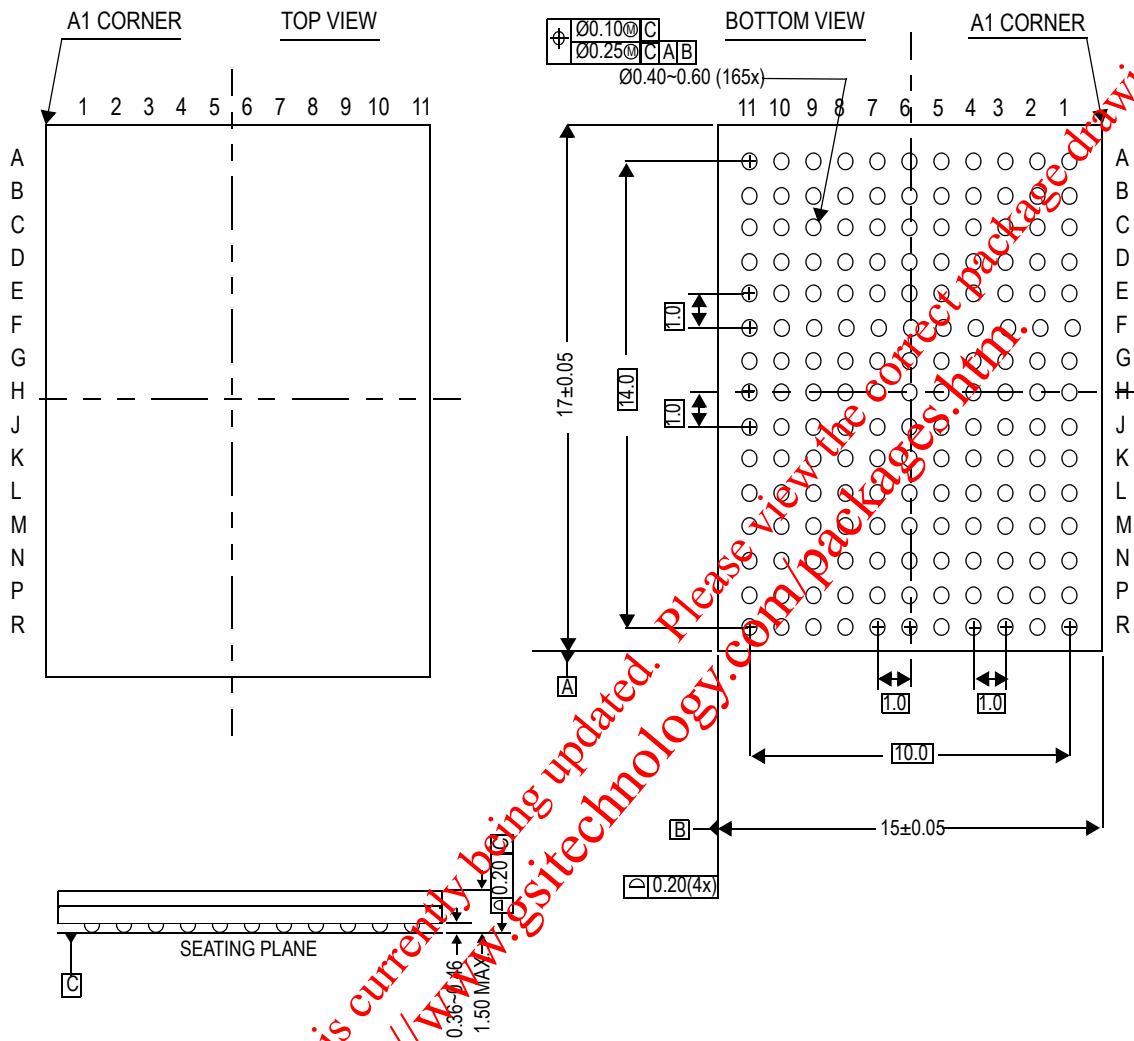 A1 CORNER
TOP VIEW
1 2 3 4 5 6 7 8 9 10 11
A
B
C
D
E
F
G
H
J
K
L
M
N
P
R
Ø0.10Ⓜ C
Ø0.25Ⓜ C A B
Ø0.40~0.60 (165x)
BOTTOM VIEW
A1 CORNER
11 10 9 8 7 6 5 4 3 2 1
A
B
C
D
E
F
G
H
J
K
L
M
N
P
R
17±0.05
14.0
1.0
1.0
1.0
1.0
10.0
15±0.05
A
B
0.20(4x)
0.20 C
SEATING PLANE
C
0.36~0.46
1.50 MAX.
is currently being updated. Please view the correct package drawi
//www.gsitechnology.com/packages.htm.